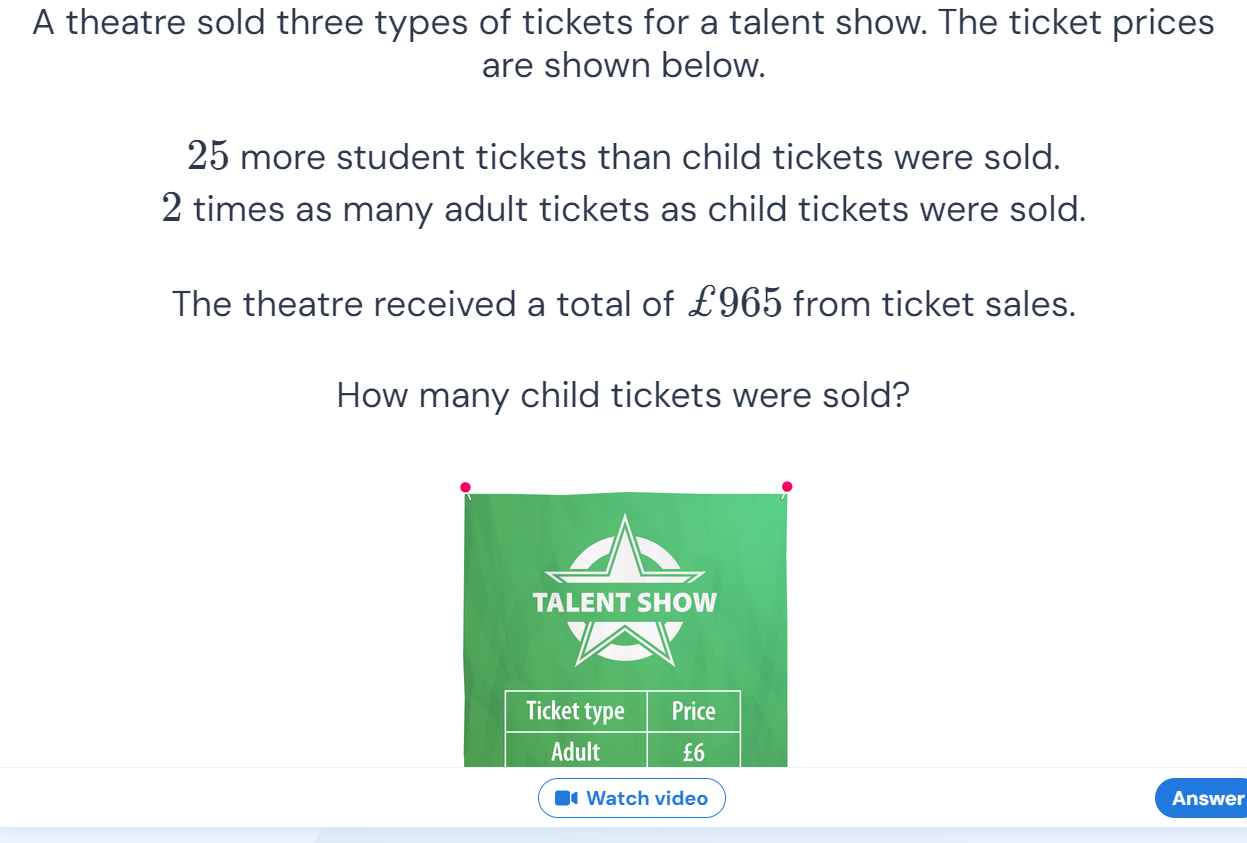 A theatre sold three types of tickets for a talent show. The ticket prices
are shown below.
25 more student tickets than child tickets were sold.
2 times as many adult tickets as child tickets were sold.
The theatre received a total of £965 from ticket sales.
How many child tickets were sold?
TALENT SHOW
Ticket type Price
Adult £6
Watch video
Answer